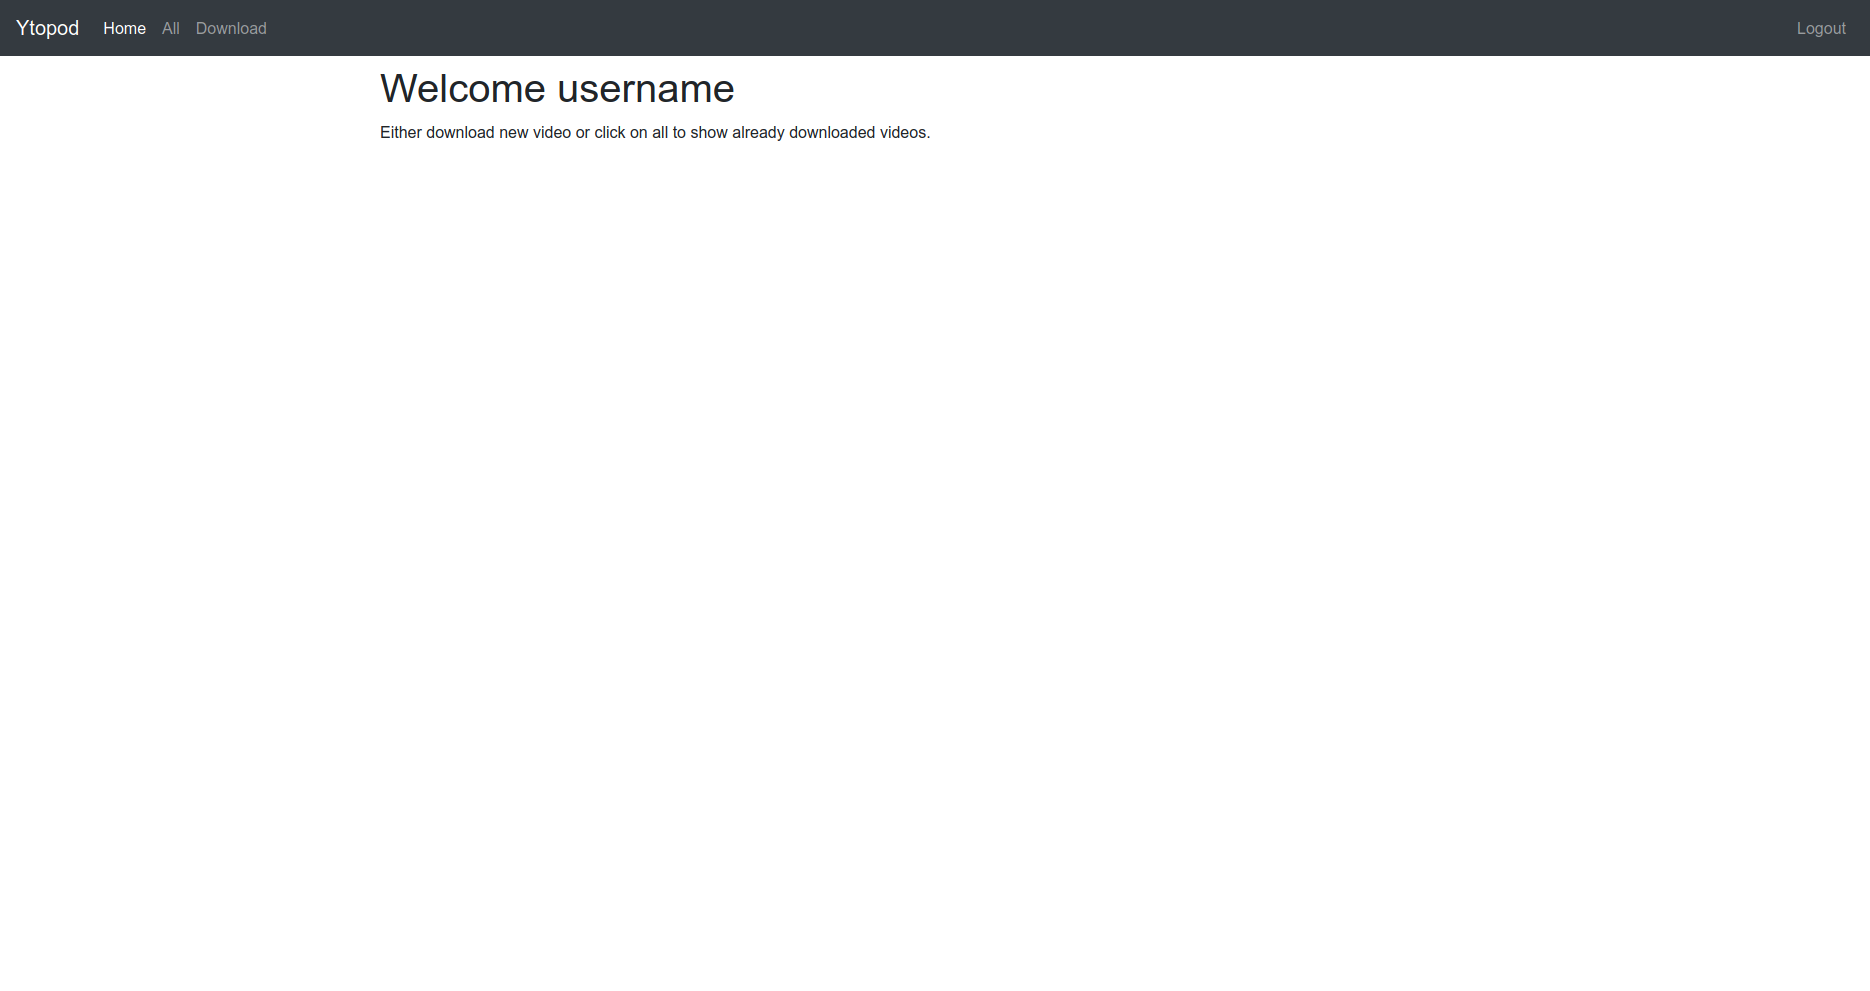 Ytopod Home All Download Logout
Welcome username
Either download new video or click on all to show already downloaded videos.